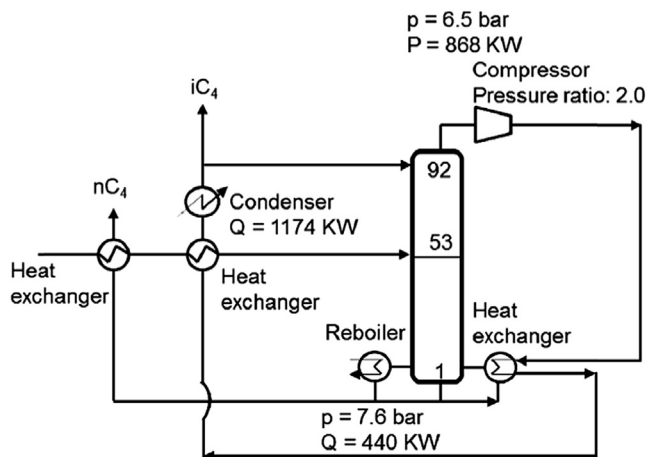 p = 6.5 bar
P = 868 KW
Compressor
Pressure ratio: 2.0
iC₄
92
nC₄
Condenser
Q = 1174 KW
53
Heat
exchanger
Heat
exchanger
Reboiler
Heat
exchanger
1
p = 7.6 bar
Q = 440 KW